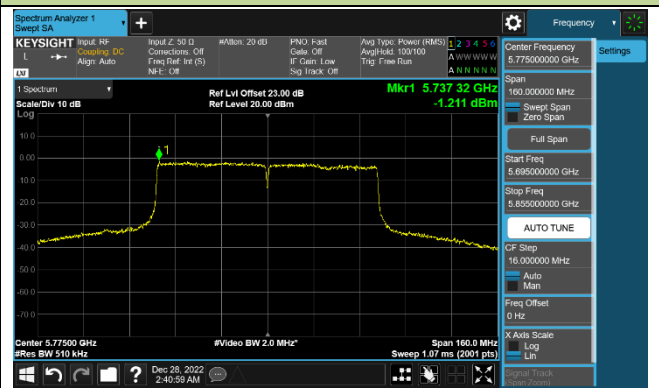 Spectrum Analyzer 1
Swept SA
+
Frequency
KEYSIGHT
L
LXI
Input: RF
Coupling: DC
Align: Auto
Input Z: 50 Ω
Corrections: Off
Freq Ref: Int (S)
NFE: Off
#Atten: 20 dB
PNO: Fast
Gate: Off
IF Gain: Low
Sig Track: Off
Avg Type: Power (RMS)
Avg|Hold: 100/100
Trig: Free Run
1 2 3 4 5 6
A W W W W W
A N N N N N
1 Spectrum
Scale/Div 10 dB
Ref Lvl Offset 23.00 dB
Ref Level 20.00 dBm
Mkr1 5.737 32 GHz
-1.211 dBm
Log
10.0
0.00
-10.0
-20.0
-30.0
-40.0
-50.0
-60.0
-70.0
1
Center 5.77500 GHz
#Res BW 510 kHz
#Video BW 2.0 MHz*
Span 160.0 MHz
Sweep 1.07 ms (2001 pts)
Center Frequency
5.775000000 GHz
Settings
Span
160.000000 MHz
Swept Span
Zero Span
Full Span
Start Freq
5.695000000 GHz
Stop Freq
5.855000000 GHz
AUTO TUNE
CF Step
16.000000 MHz
Auto
Man
Freq Offset
0 Hz
X Axis Scale
Log
Lin
Signal Track
(Span Zoom)
?
Dec 28, 2022
2:40:59 AM